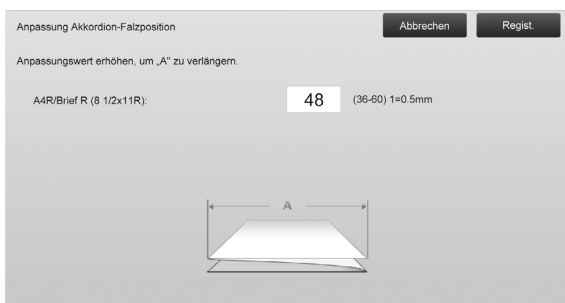 Anpassung Akkordion-Falzposition
Abbrechen
Regist.
Anpassungswert erhöhen, um „A" zu verlängern.
A4R/Brief R (8 1/2x11R): 48 (36-60) 1=0.5mm
A